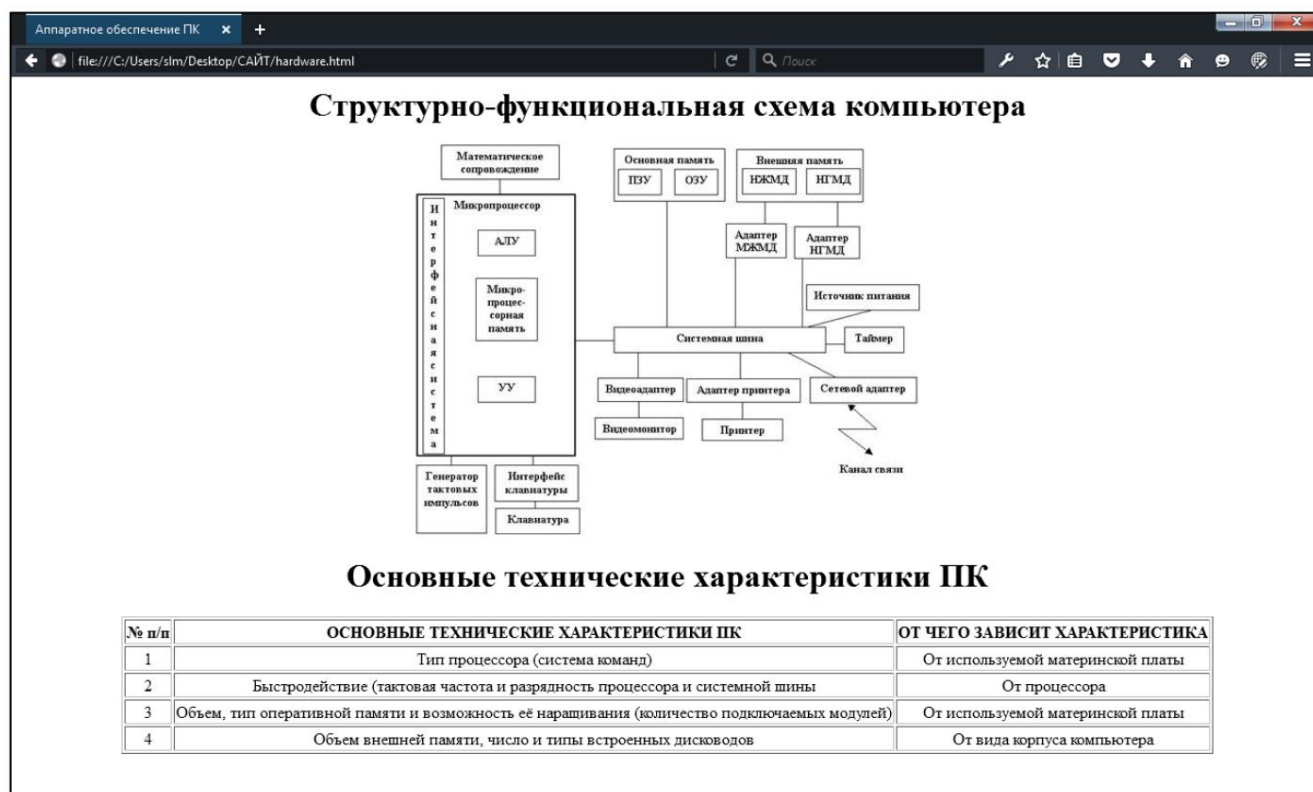 Аппаратное обеспечение ПК
file:///C:/Users/slm/Desktop/САЙТ/hardware.html
Поиск
Структурно-функциональная схема компьютера
Математическое
сопровождение
Основная память
ПЗУ ОЗУ
Внешняя память
НЖМД НГМД
Интерфейснаясистема
Микропроцессор
АЛУ
Микро-
процес-
сорная
память
УУ
Адаптер
МЖМД
Адаптер
НГМД
Источник питания
Системная шина
Таймер
Видеоадаптер
Адаптер принтера
Сетевой адаптер
Видеомонитор
Принтер
Канал связи
Генератор
тактовых
импульсов
Интерфейс
клавиатуры
Клавиатура
Основные технические характеристики ПК
№ п/п ОСНОВНЫЕ ТЕХНИЧЕСКИЕ ХАРАКТЕРИСТИКИ ПК ОТ ЧЕГО ЗАВИСИТ ХАРАКТЕРИСТИКА
1 Тип процессора (система команд) От используемой материнской платы
2 Быстродействие (тактовая частота и разрядность процессора и системной шины От процессора
3 Объем, тип оперативной памяти и возможность её наращивания (количество подключаемых модулей) От используемой материнской платы
4 Объем внешней памяти, число и типы встроенных дисководов От вида корпуса компьютера